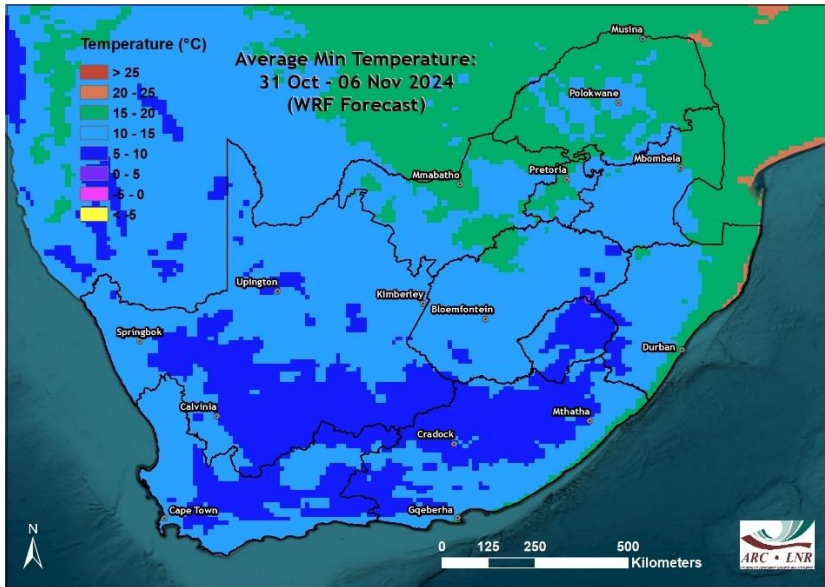 Temperature (°C)
> 25
20 - 25
15 - 20
10 - 15
5 - 10
0 - 5
-5 - 0
< -5
Average Min Temperature:
31 Oct - 06 Nov 2024
(WRF Forecast)
Musina
Polokwane
Mbombela
Pretoria
Mmabatho
Upington
Kimberley
Bloemfontein
Springbok
Durban
Calvinia
Mthatha
Cradock
Cape Town
Gqeberha
N
0 125 250 500
Kilometers
ARC • LNR